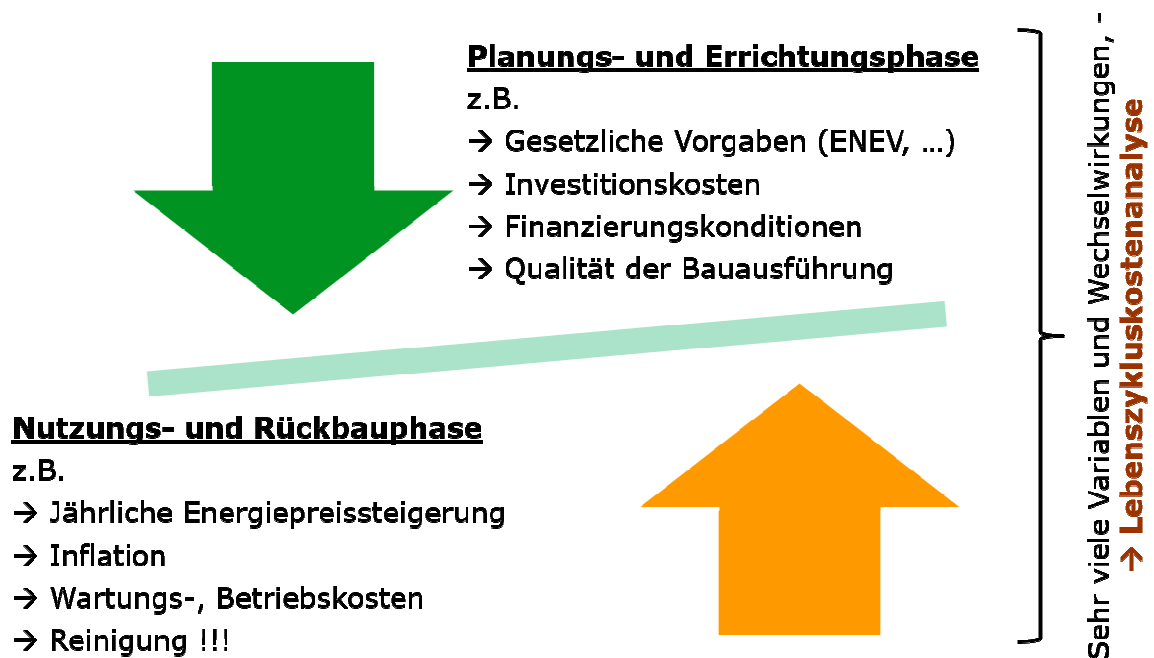 Planungs- und Errichtungsphase
z.B.
→ Gesetzliche Vorgaben (ENEV, …)
→ Investitionskosten
→ Finanzierungskonditionen
→ Qualität der Bauausführung
Nutzungs- und Rückbauphase
z.B.
→ Jährliche Energiepreissteigerung
→ Inflation
→ Wartungs-, Betriebskosten
→ Reinigung !!!
Sehr viele Variablen und Wechselwirkungen, -
→ Lebenszykluskostenanalyse